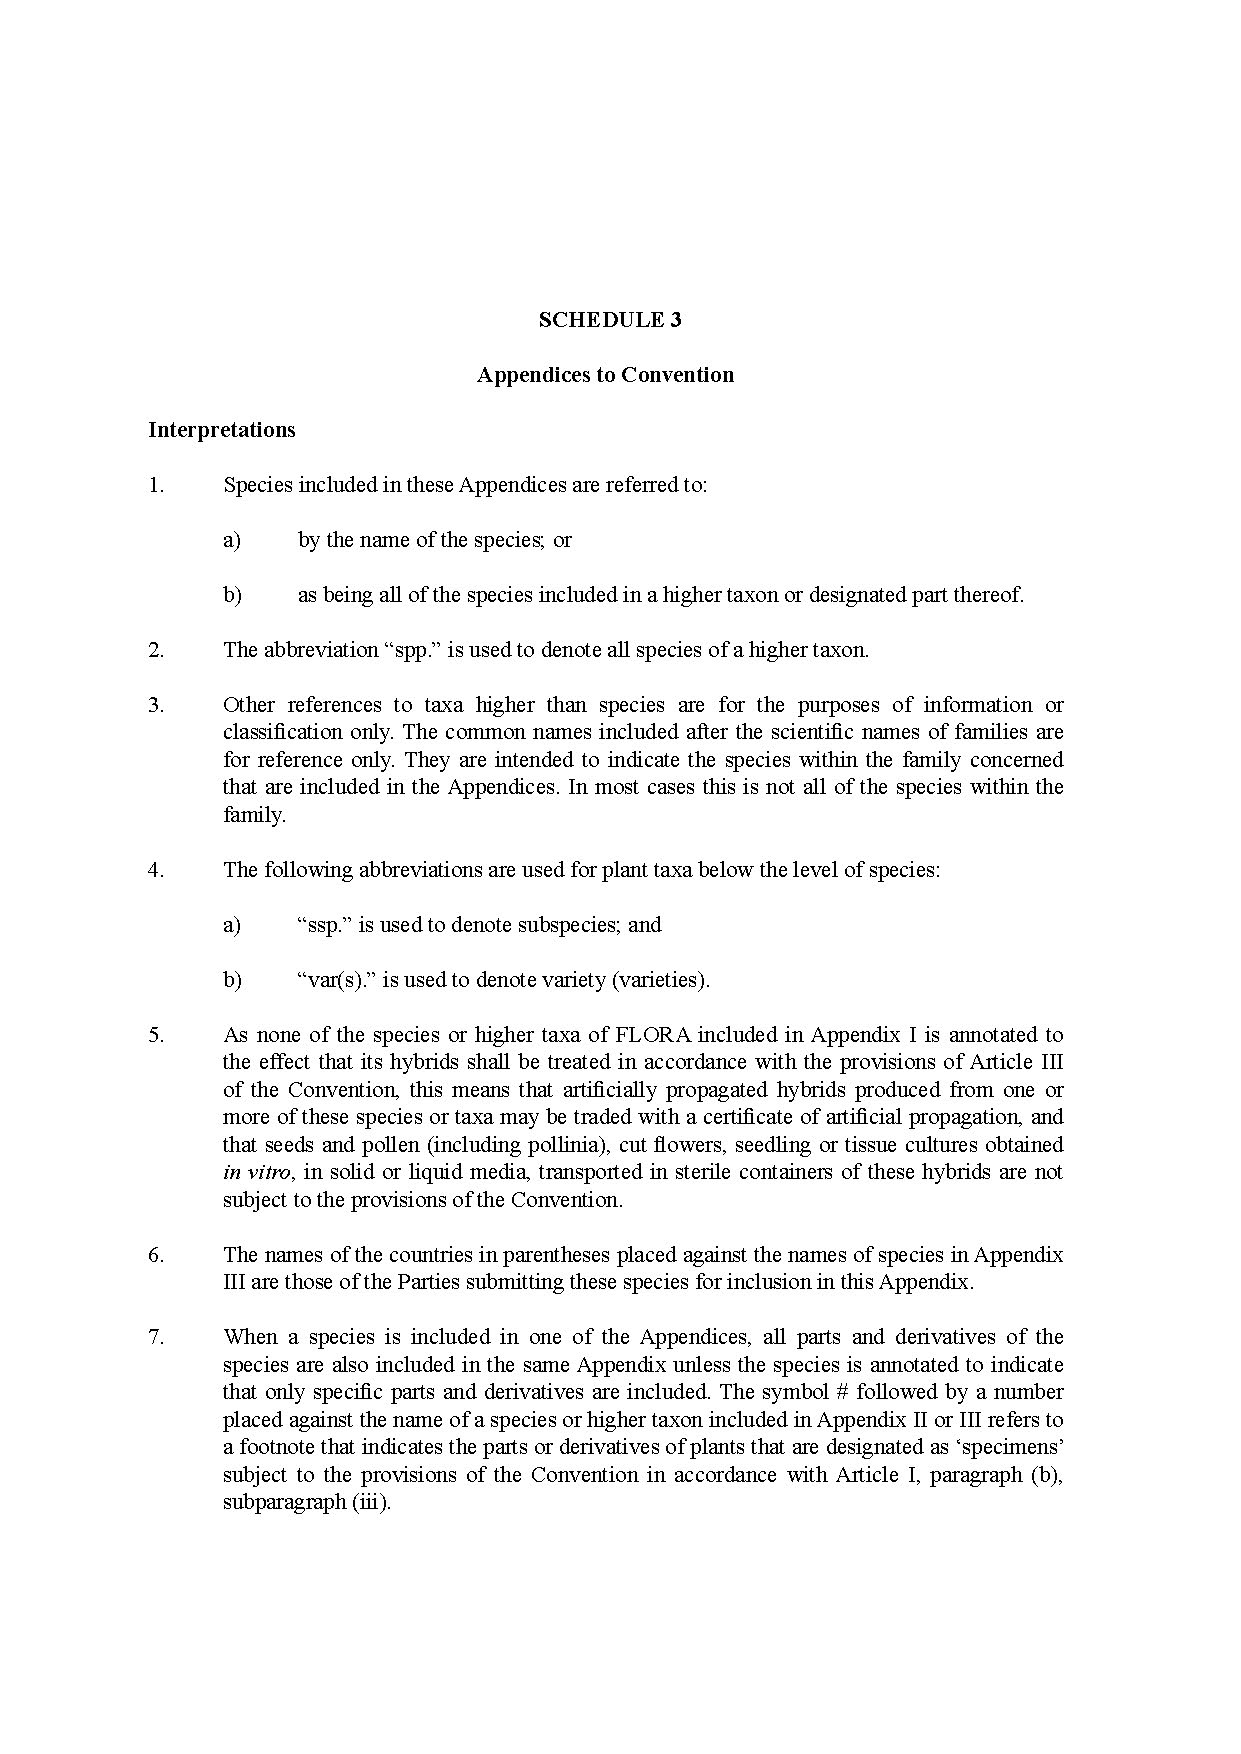 SCHEDULE 3
Appendices to Convention
Interpretations
1. Species included in these Appendices are referred to:
a) by the name of the species; or
b) as being all of the species included in a higher taxon or designated part thereof.
2. The abbreviation “spp.” is used to denote all species of a higher taxon.
3. Other references to taxa higher than species are for the purposes of information or
classification only. The common names included after the scientific names of families are
for reference only. They are intended to indicate the species within the family concerned
that are included in the Appendices. In most cases this is not all of the species within the
family.
4. The following abbreviations are used for plant taxa below the level of species:
a) “ssp.” is used to denote subspecies; and
b) “var(s).” is used to denote variety (varieties).
5. As none of the species or higher taxa of FLORA included in Appendix I is annotated to
the effect that its hybrids shall be treated in accordance with the provisions of Article III
of the Convention, this means that artificially propagated hybrids produced from one or
more of these species or taxa may be traded with a certificate of artificial propagation, and
that seeds and pollen (including pollinia), cut flowers, seedling or tissue cultures obtained
in vitro, in solid or liquid media, transported in sterile containers of these hybrids are not
subject to the provisions of the Convention.
6. The names of the countries in parentheses placed against the names of species in Appendix
III are those of the Parties submitting these species for inclusion in this Appendix.
7. When a species is included in one of the Appendices, all parts and derivatives of the
species are also included in the same Appendix unless the species is annotated to indicate
that only specific parts and derivatives are included. The symbol # followed by a number
placed against the name of a species or higher taxon included in Appendix II or III refers to
a footnote that indicates the parts or derivatives of plants that are designated as ‘specimens’
subject to the provisions of the Convention in accordance with Article I, paragraph (b),
subparagraph (iii).